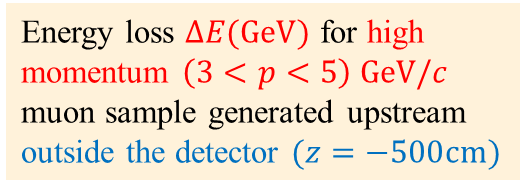 Energy loss ΔE(GeV) for high
momentum (3 < p < 5) GeV/c
muon sample generated upstream
outside the detector (z = −500cm)